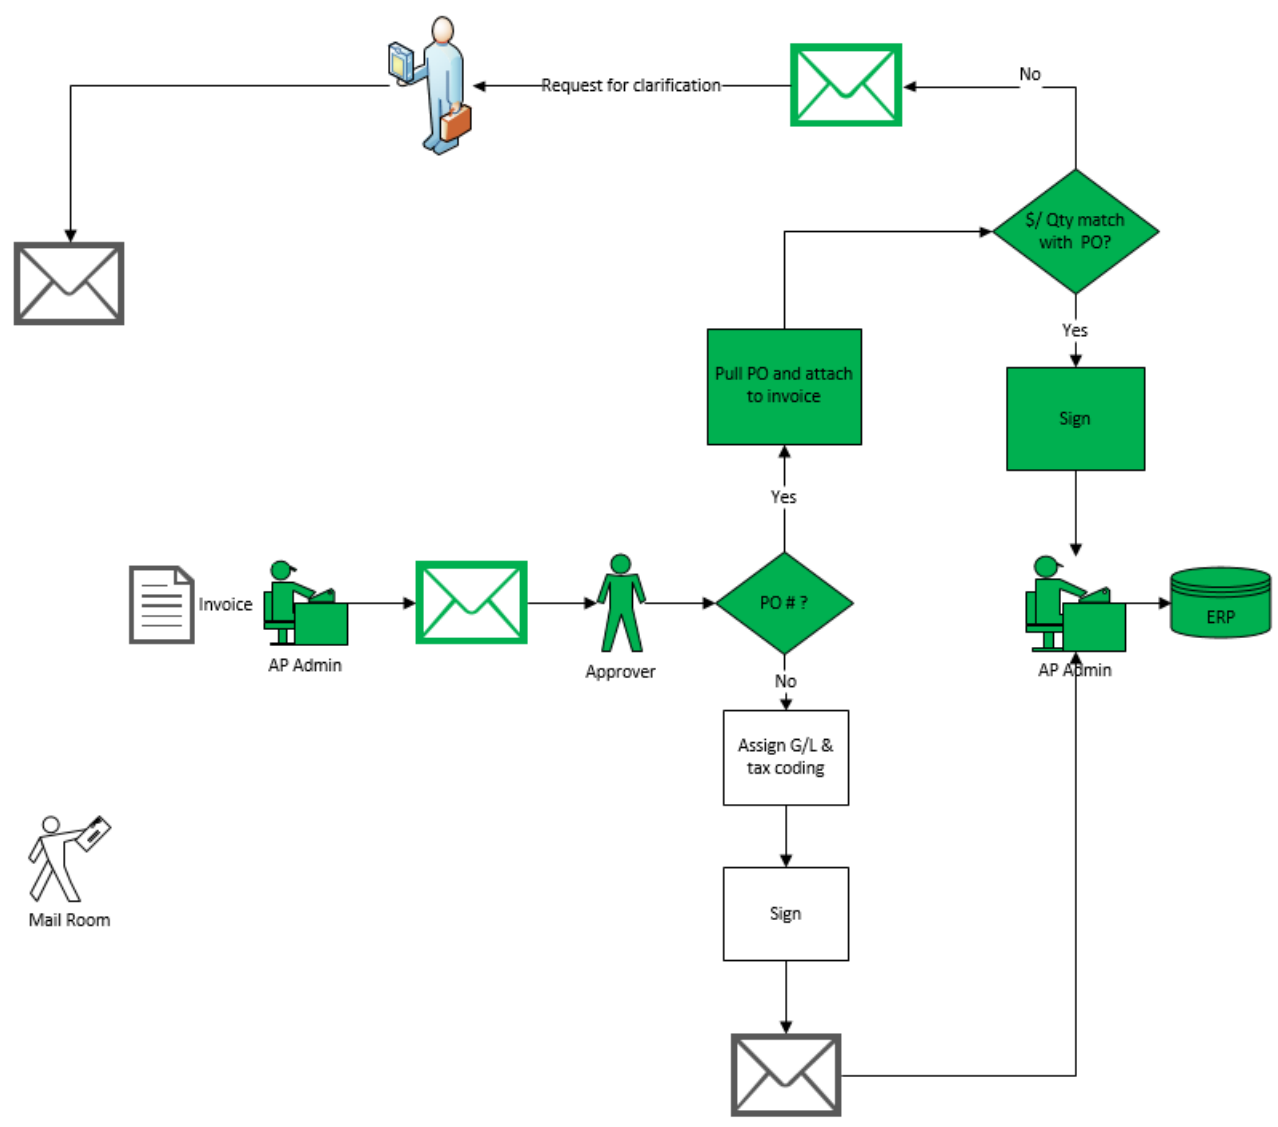 No
Request for clarification
$/ Qty match
with PO?
Yes
Pull PO and attach
to invoice
Sign
Yes
Invoice
PO # ?
ERP
AP Admin
Approver
AP Admin
No
Assign G/L &
tax coding
Sign
Mail Room